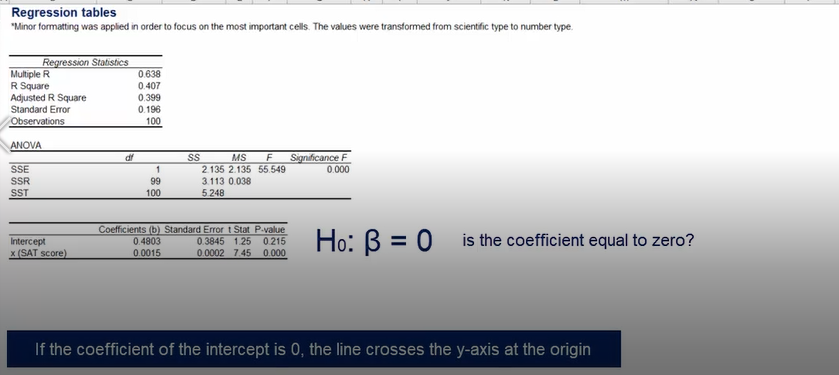 Regression tables
*Minor formatting was applied in order to focus on the most important cells. The values were transformed from scientific type to number type.
Regression Statistics
Multiple R 0.638
R Square 0.407
Adjusted R Square 0.399
Standard Error 0.196
Observations 100
ANOVA
df SS MS F Significance F
SSE 1 2.135 2.135 55.549 0.000
SSR 99 3.113 0.038
SST 100 5.248
Coefficients (b) Standard Error t Stat P-value
Intercept 0.4803 0.3845 1.25 0.215
x (SAT score) 0.0015 0.0002 7.45 0.000
H₀: β = 0 is the coefficient equal to zero?
If the coefficient of the intercept is 0, the line crosses the y-axis at the origin